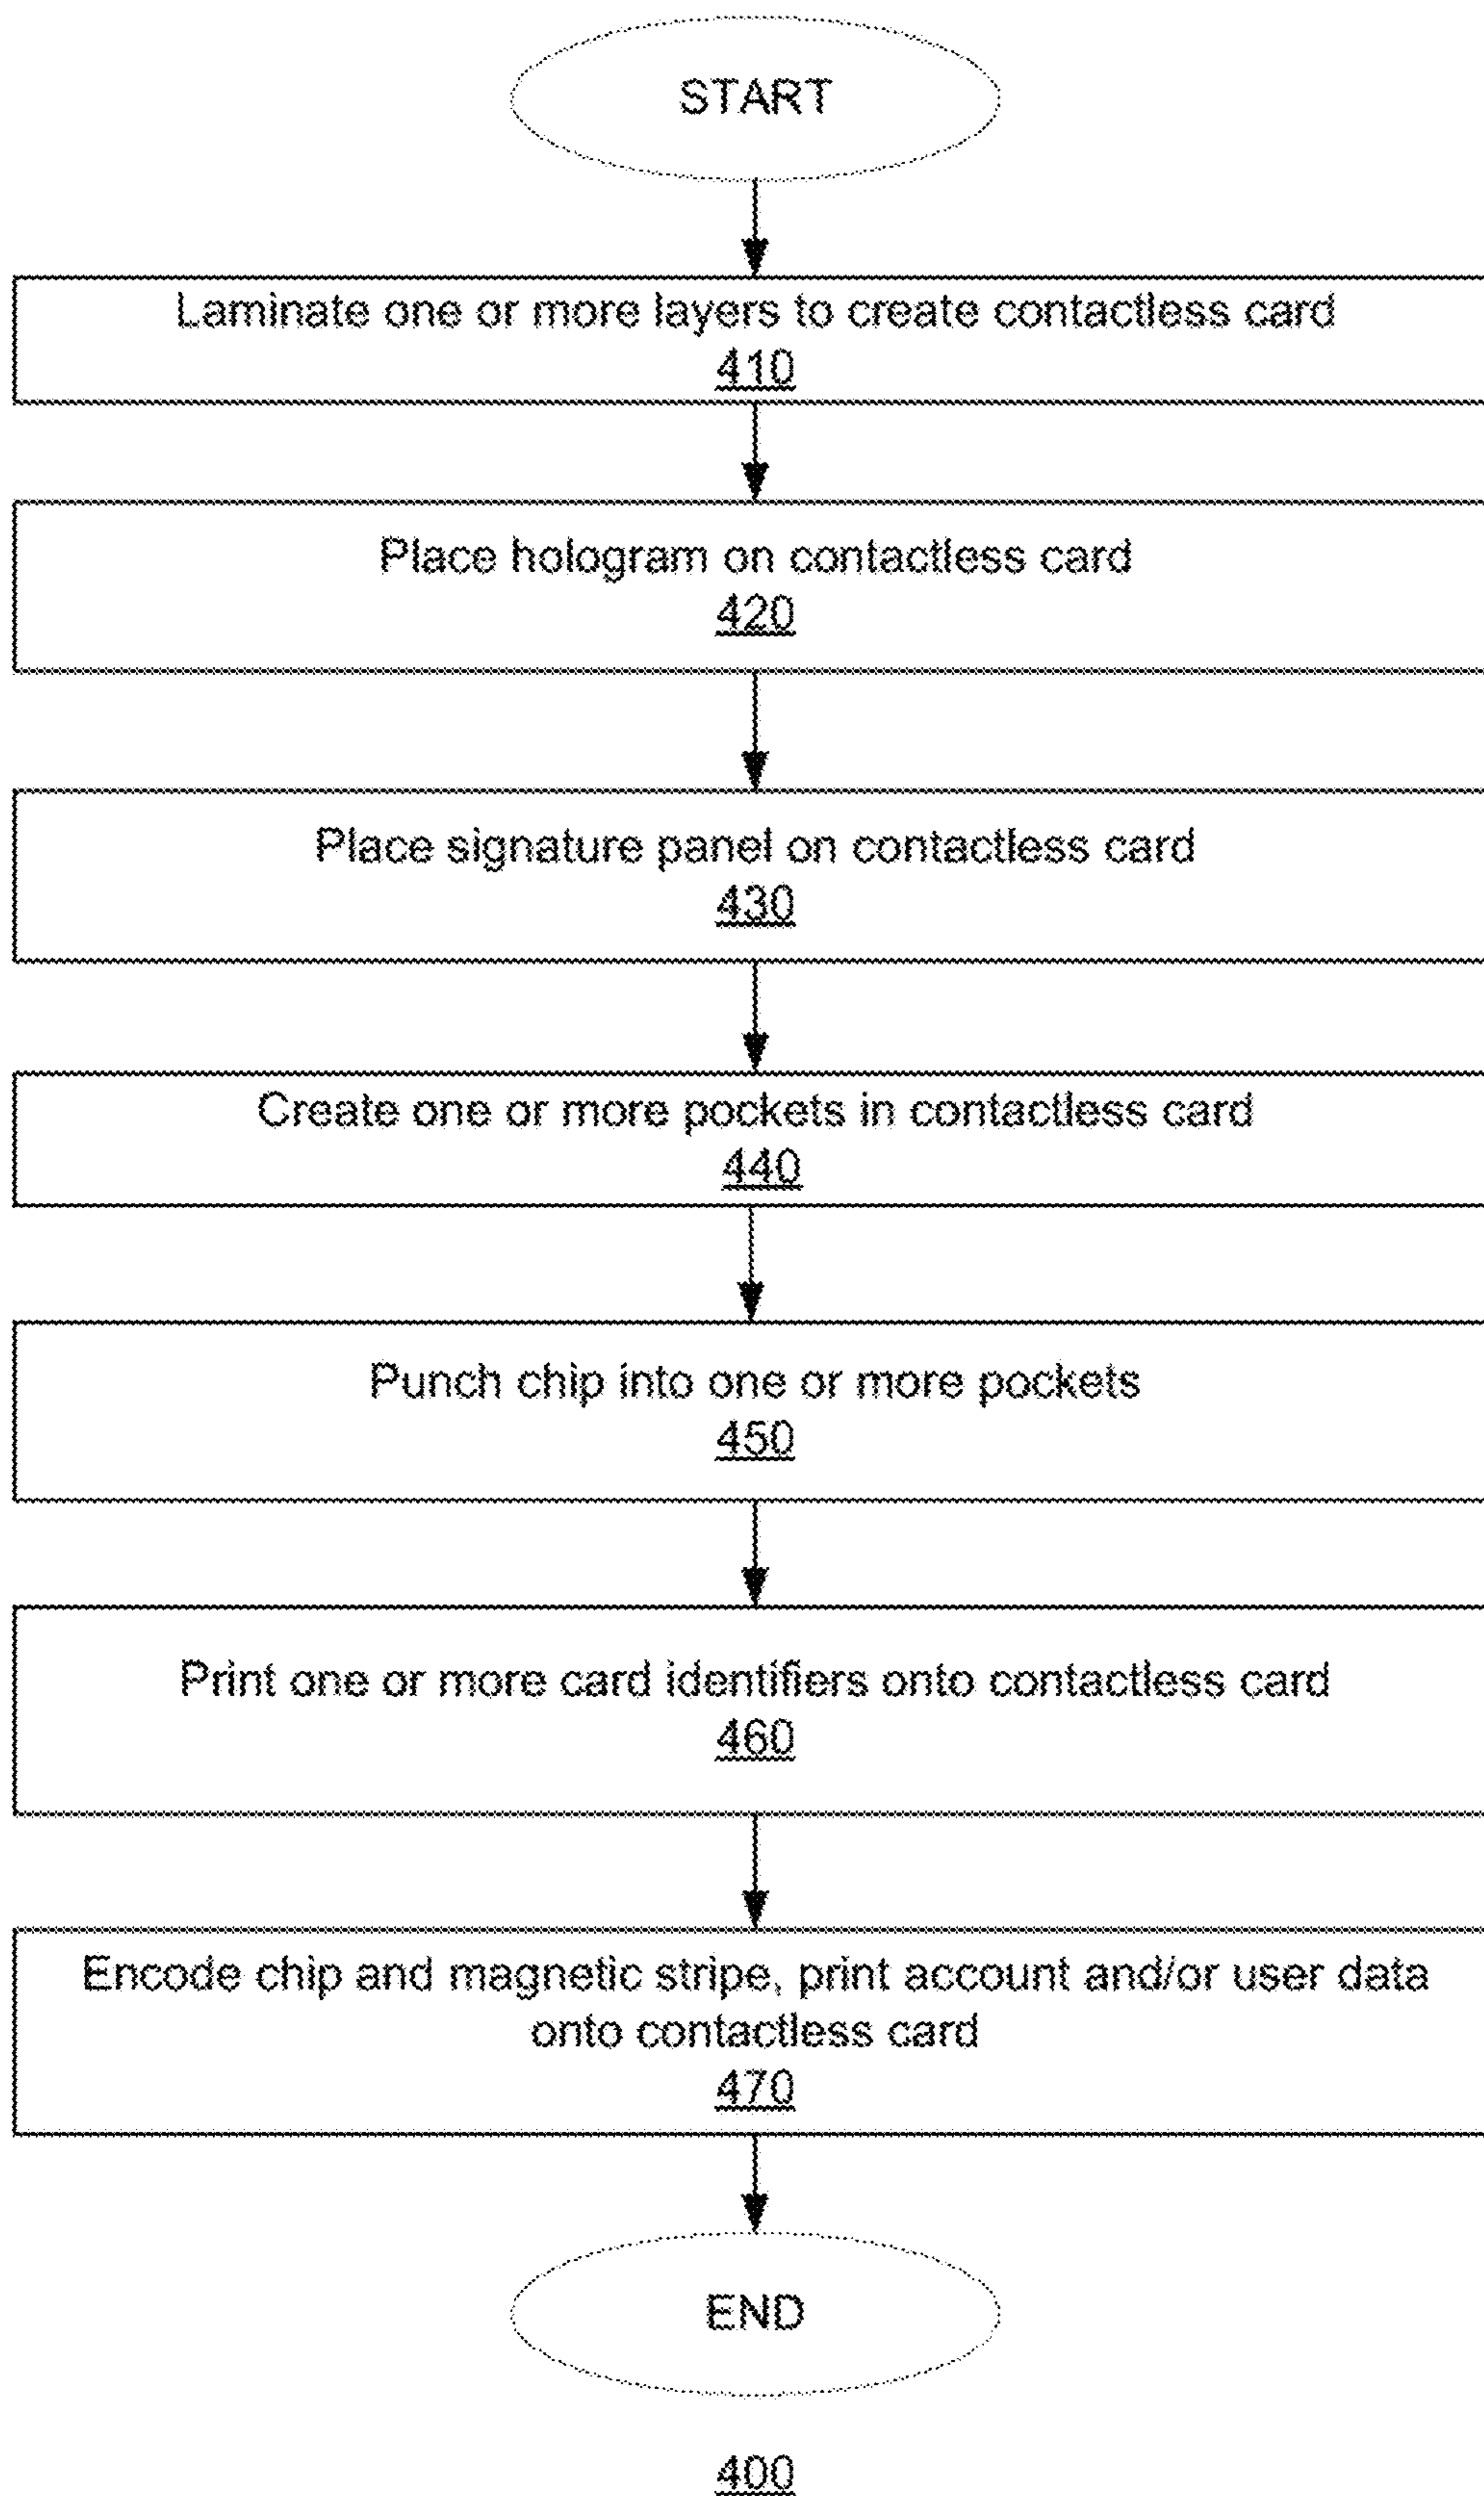 START
Laminate one or more layers to create contactless card
410
Place hologram on contactless card
420
Place signature panel on contactless card
430
Create one or more pockets in contactless card
440
Punch chip into one or more pockets
450
Print one or more card identifiers onto contactless card
460
Encode chip and magnetic stripe, print account and/or user data
onto contactless card
470
END
400